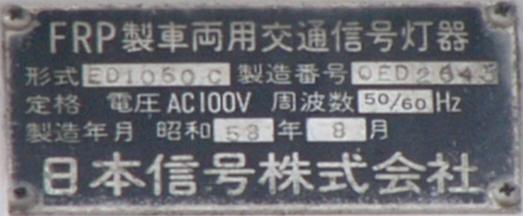 FRP製車両用交通信号灯器
形式 ED1060C 製造番号 OED2645
定格 電圧 AC100V 周波数 50/60 Hz
製造年月 昭和 58 年 8 月
日本信号株式会社